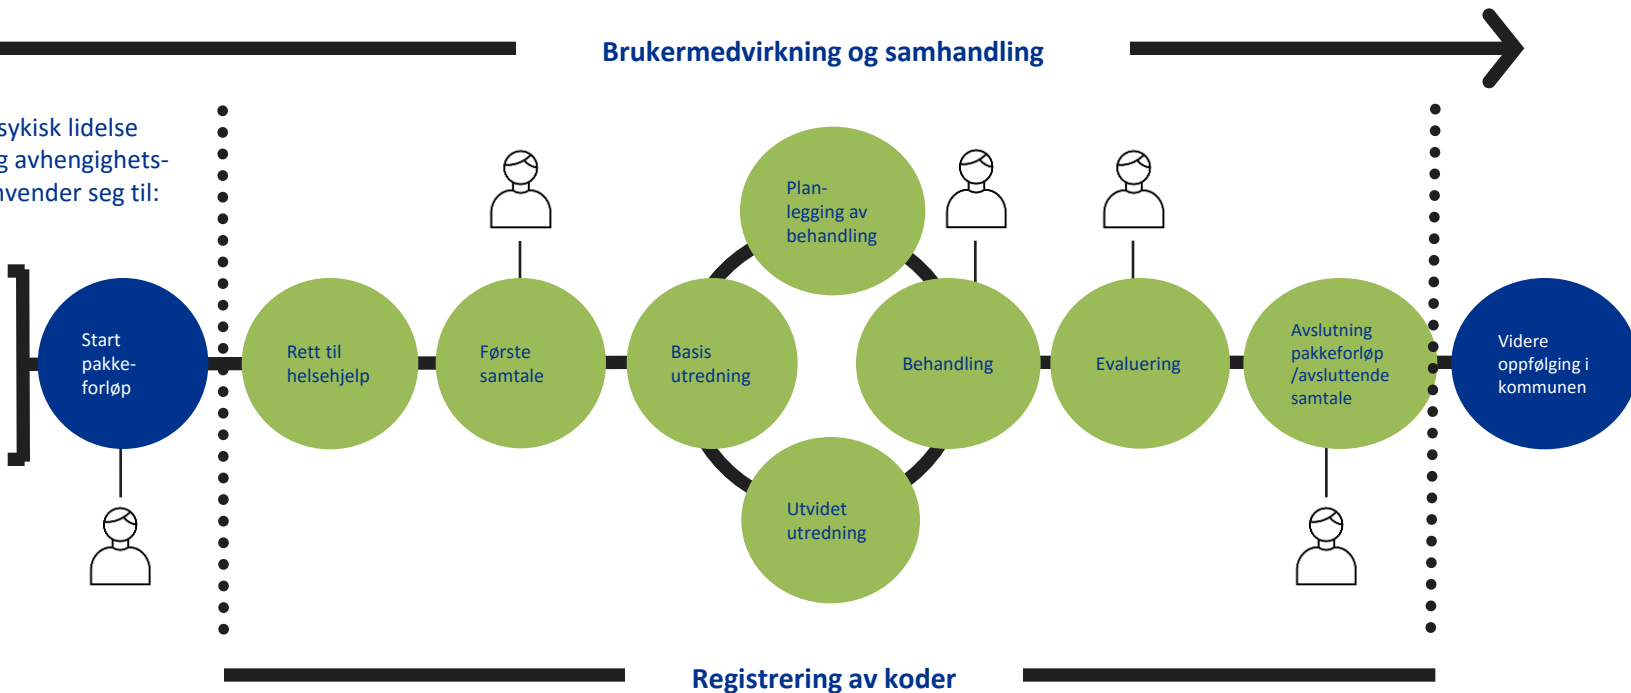 Brukermedvirkning og samhandling
sykisk lidelse
g avhengighets-
nvender seg til:
Start
pakke-
forløp
Rett til
helsehjelp
Første
samtale
Basis
utredning
Plan-
legging av
behandling
Utvidet
utredning
Behandling
Evaluering
Avslutning
pakkeforløp
/avsluttende
samtale
Videre
oppfølging i
kommunen
Registrering av koder